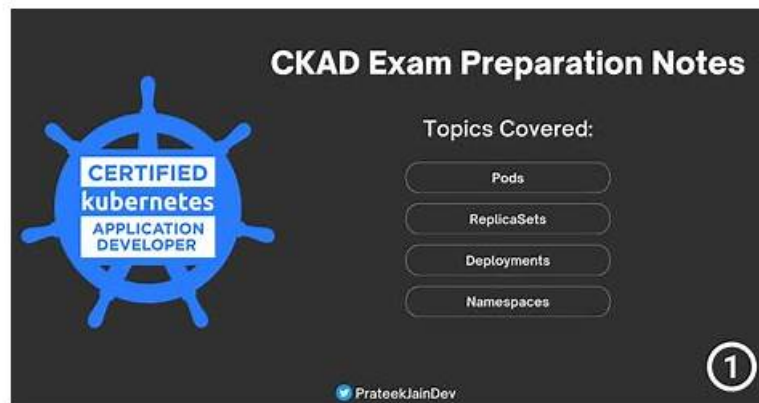 CKAD Exam Preparation Notes
CERTIFIED
kubernetes
APPLICATION
DEVELOPER
Topics Covered:
Pods
ReplicaSets
Deployments
Namespaces
1
PrateekJainDev